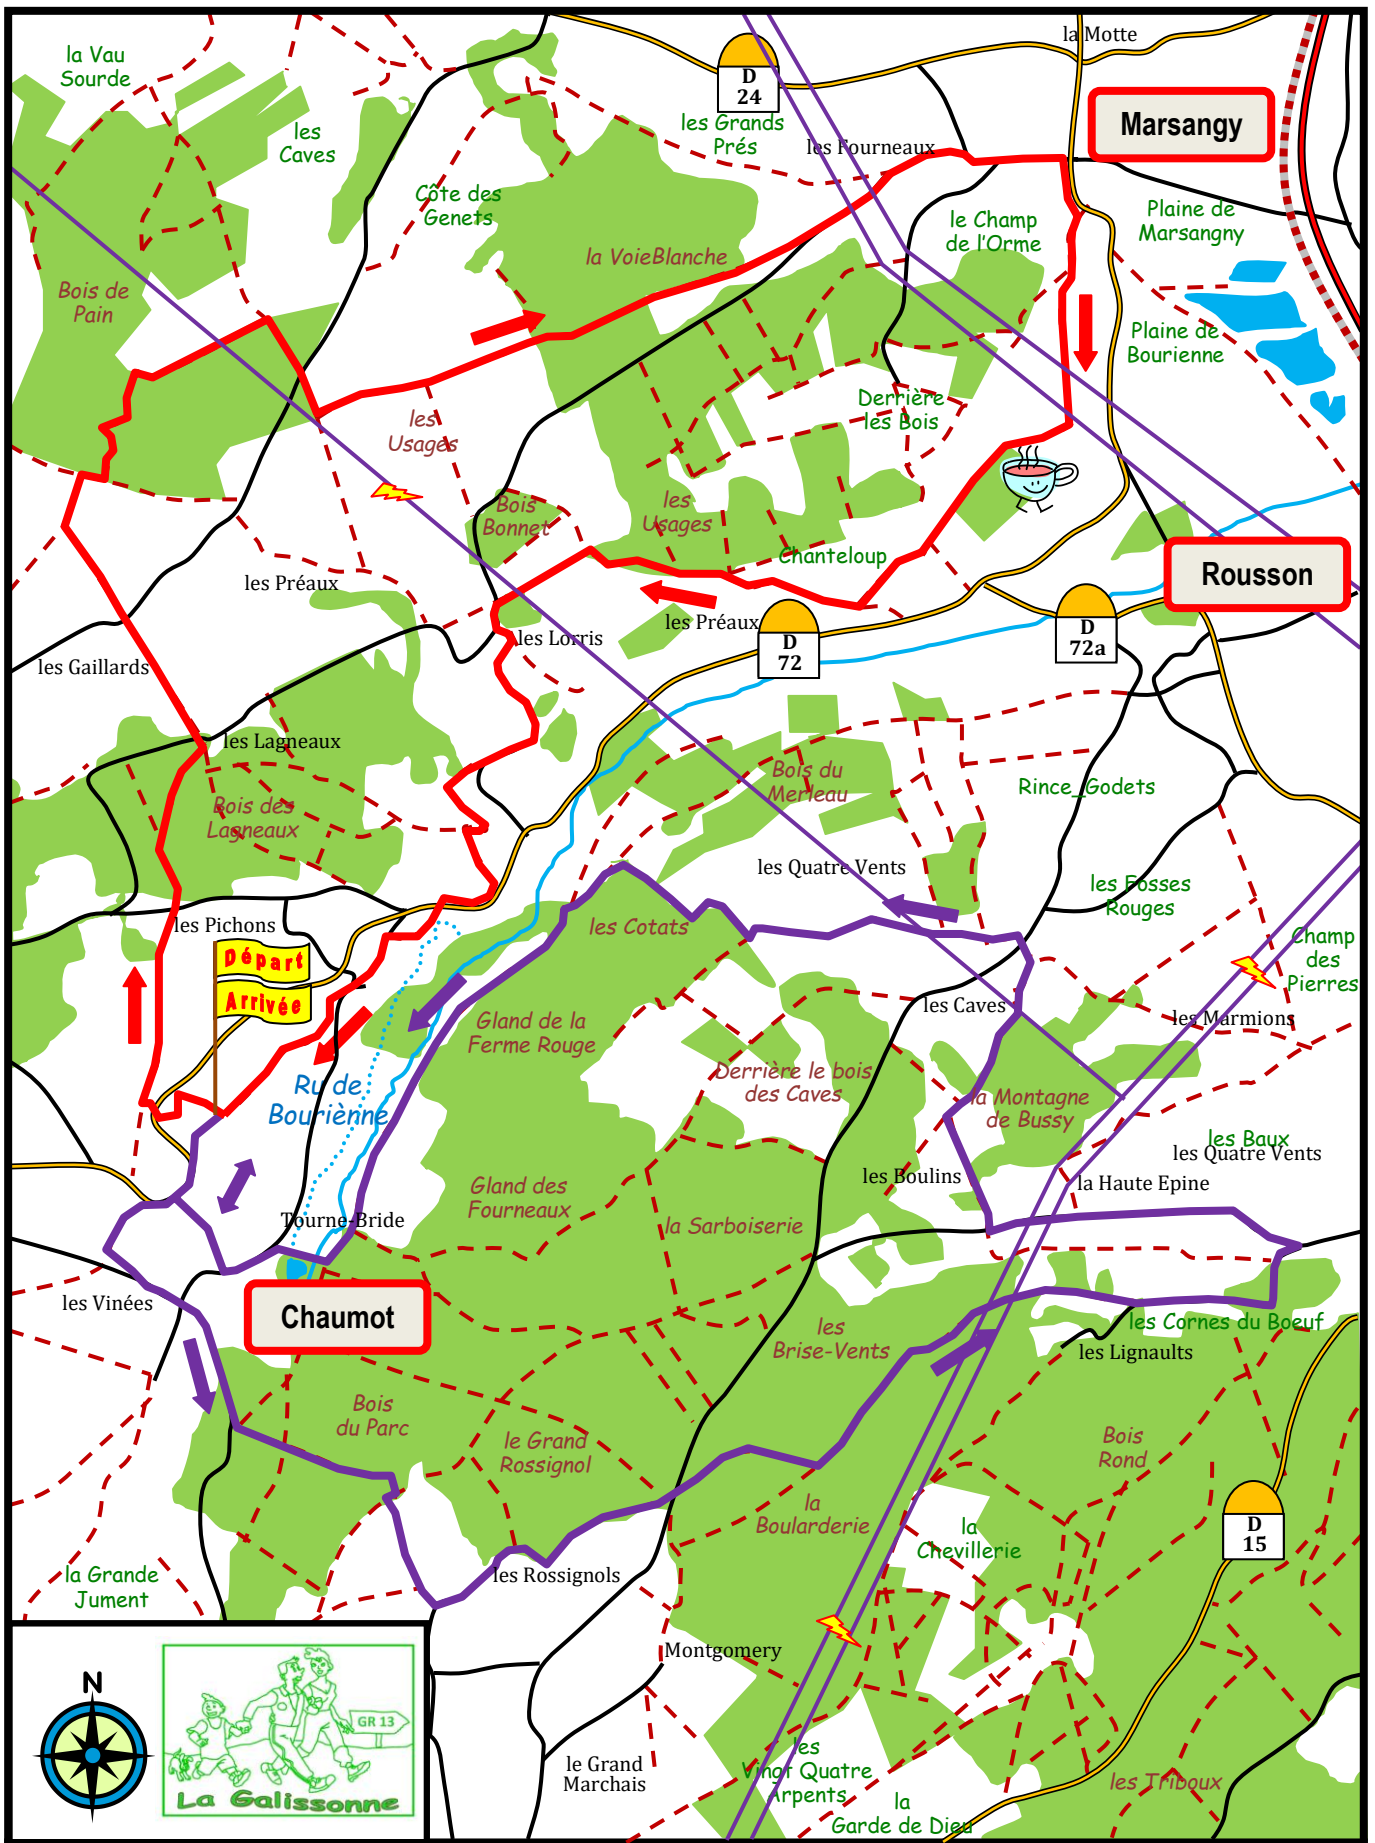 la Motte
la Vau
Sourde
D
24
les Grands
Prés
Marsangy
les
Caves
les Fourneaux
Côte des
Genets
le Champ
de l'Orme
Plaine de
Marsangny
la VoieBlanche
Bois de
Pain
Plaine de
Bourienne
les
Usages
Derrière
les Bois
Bois
Bonnet
les
Usages
Chanteloup
Rousson
les Préaux
les Lorris
les Préaux
D
72
D
72a
les Gaillards
les Lagneaux
Bois du
Merleau
Rince_Godets
Bois des
Lagneaux
les Quatre Vents
les Fosses
Rouges
les Pichons
les Cotats
Champ
des
Pierres
Départ
Arrivée
les Caves
les Marmions
Gland de la
Ferme Rouge
Derrière le bois
des Caves
Ru de
Bouriènne
la Montagne
de Bussy
les Baux
les Quatre Vents
les Boulins
la Haute Epine
Gland des
Fourneaux
Tourne-Bride
la Sarboiserie
les Vinées
Chaumot
les Cornes du Boeuf
les
Brise-Vents
les Lignaults
Bois
du Parc
le Grand
Rossignol
Bois
Rond
la
Boularderie
la
Chevillerie
D
15
la Grande
Jument
les Rossignols
Montgomery
N
GR 13
La Galissonne
le Grand
Marchais
les
Vingt Quatre
Arpents
la
Garde de Dieu
les Triboux